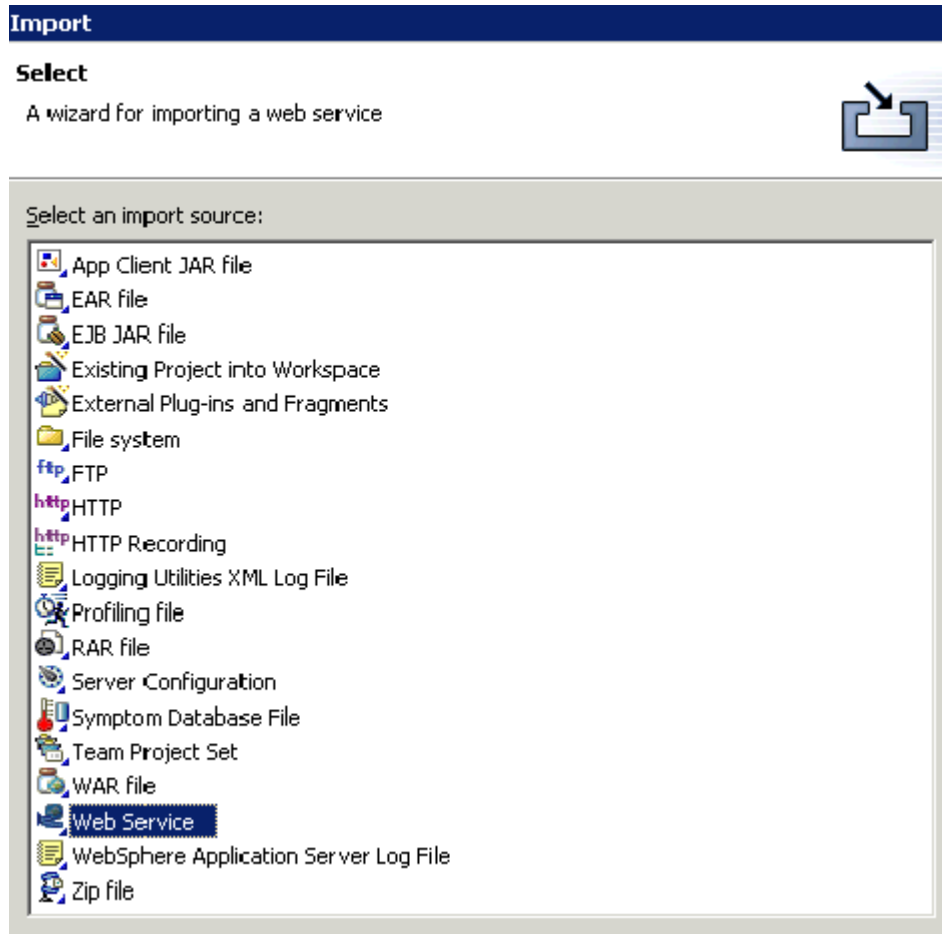 Import
Select
A wizard for importing a web service
Select an import source:
App Client JAR file
EAR file
EJB JAR file
Existing Project into Workspace
External Plug-ins and Fragments
File system
ftp FTP
http HTTP
http HTTP Recording
Logging Utilities XML Log File
Profiling file
RAR file
Server Configuration
Symptom Database File
Team Project Set
WAR file
Web Service
WebSphere Application Server Log File
Zip file